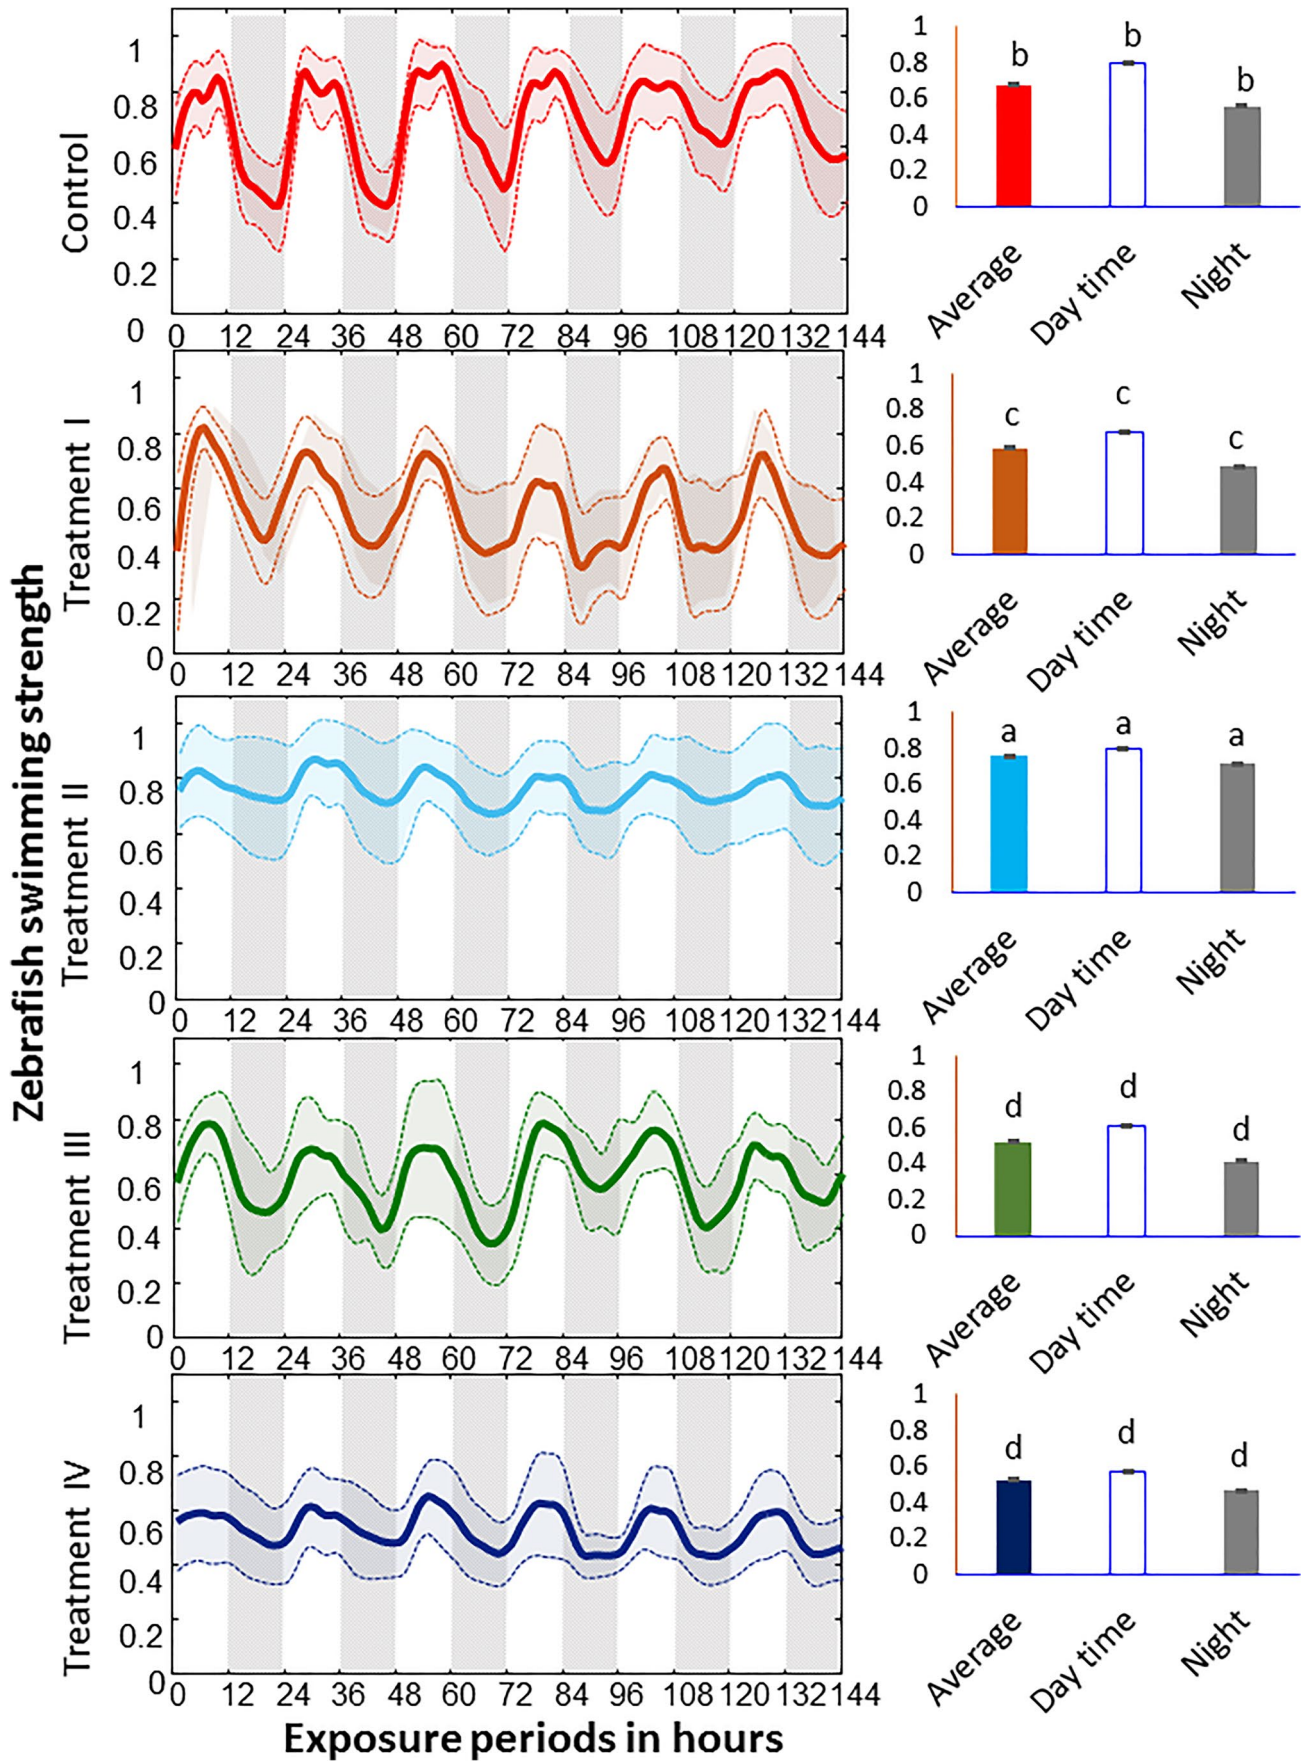 Zebrafish swimming strength
Control
1
0.8
0.6
0.4
0.2
0
0 12 24 36 48 60 72 84 96 108 120 132 144
1
0.8
0.6
0.4
0.2
0
b b b
Average Day time Night
Treatment I
1
0.8
0.6
0.4
0.2
0
0 12 24 36 48 60 72 84 96 108 120 132 144
1
0.8
0.6
0.4
0.2
0
c c c
Average Day time Night
Treatment II
1
0.8
0.6
0.4
0.2
0
0 12 24 36 48 60 72 84 96 108 120 132 144
1
0.8
0.6
0.4
0.2
0
a a a
Average Day time Night
Treatment III
1
0.8
0.6
0.4
0.2
0
0 12 24 36 48 60 72 84 96 108 120 132 144
1
0.8
0.6
0.4
0.2
0
d d d
Average Day time Night
Treatment IV
1
0.8
0.6
0.4
0.2
0
0 12 24 36 48 60 72 84 96 108 120 132 144
1
0.8
0.6
0.4
0.2
0
d d d
Average Day time Night
Exposure periods in hours